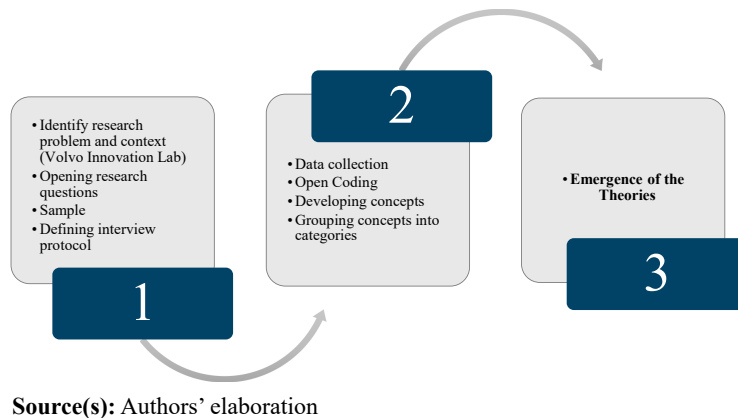 • Identify research
problem and context
(Volvo Innovation Lab)
• Opening research
questions
• Sample
• Defining interview
protocol
1
2
• Data collection
• Open Coding
• Developing concepts
• Grouping concepts into
categories
• Emergence of the
Theories
3
Source(s): Authors’ elaboration